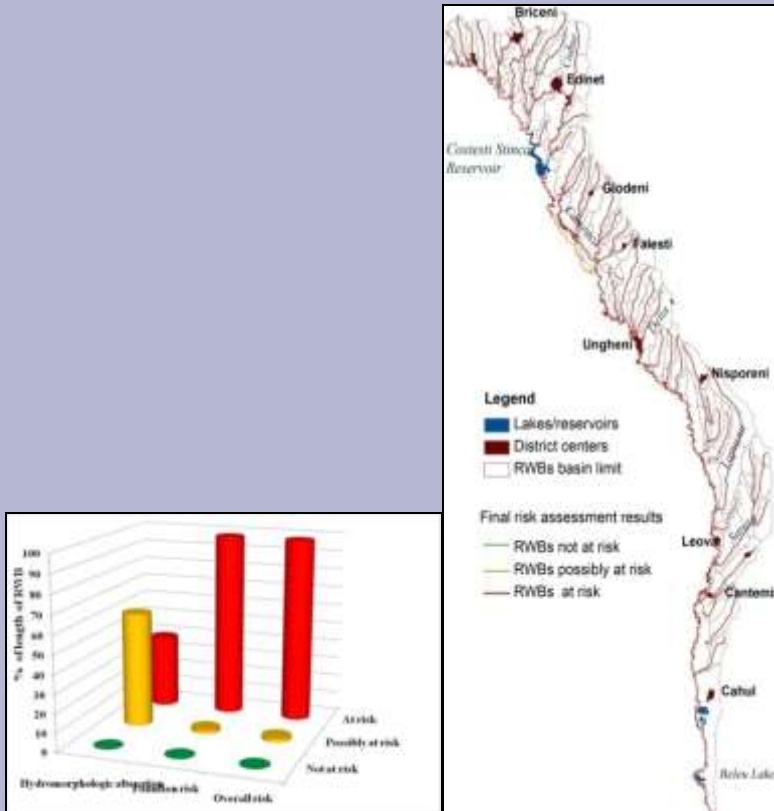 Briceni
Edinet
Costesti Stinca
Reservoir
Glodeni
Falesti
Ungheni
Nisporeni
Legend
Lakes/reservoirs
District centers
RWBs basin limit
Final risk assessment results
RWBs not at risk
RWBs possibly at risk
RWBs at risk
Leova
Cantemi
Cahul
Beleu Lake
100
90
80
70
60
50
40
30
20
10
0
% of length of RWB
At risk
Possibly at risk
Not at risk
Hydromorphologic
risk
Overall risk